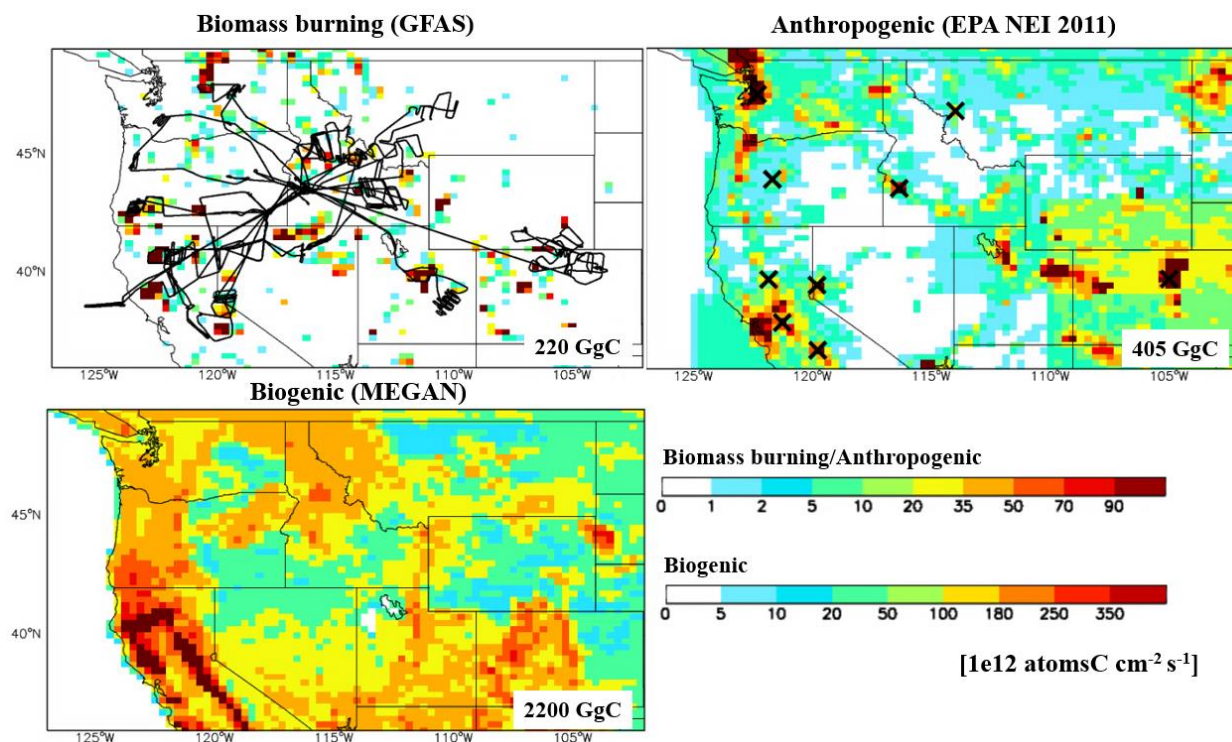 Biomass burning (GFAS)
Anthropogenic (EPA NEI 2011)
45°N
40°N
220 GgC
405 GgC
125°W 120°W 115°W 110°W 105°W
125°W 120°W 115°W 110°W 105°W
Biogenic (MEGAN)
45°N
40°N
2200 GgC
125°W 120°W 115°W 110°W 105°W
Biomass burning/Anthropogenic
0 1 2 5 10 20 35 50 70 90
Biogenic
0 5 10 20 50 100 180 250 350
[1e12 atomsC cm⁻² s⁻¹]